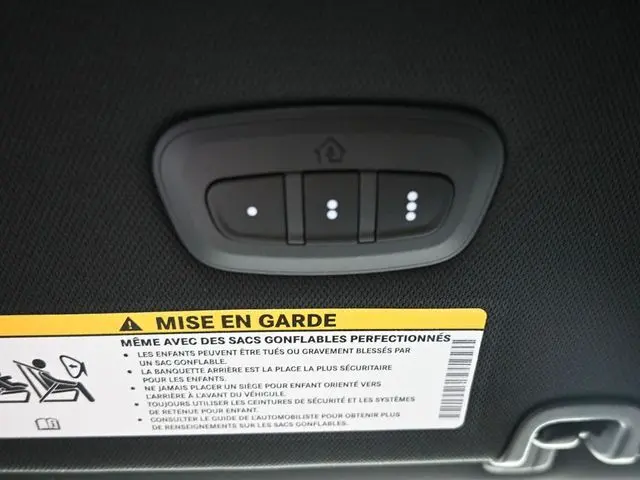 MISE EN GARDE
MÊME AVEC DES SACS GONFLABLES PERFECTIONNÉS
• LES ENFANTS PEUVENT ÊTRE TUÉS OU GRAVEMENT BLESSÉS PAR
UN SAC GONFLABLE.
• LA BANQUETTE ARRIÈRE EST LA PLACE LA PLUS SÉCURITAIRE
POUR LES ENFANTS.
• NE JAMAIS PLACER UN SIÈGE POUR ENFANT ORIENTÉ VERS
L'ARRIÈRE À L'AVANT DU VÉHICULE.
• TOUJOURS UTILISER LES CEINTURES DE SÉCURITÉ ET LES SYSTÈMES
DE RETENUE POUR ENFANT.
• CONSULTER LE GUIDE DE L'AUTOMOBILISTE POUR OBTENIR PLUS
DE RENSEIGNEMENTS SUR LES SACS GONFLABLES.